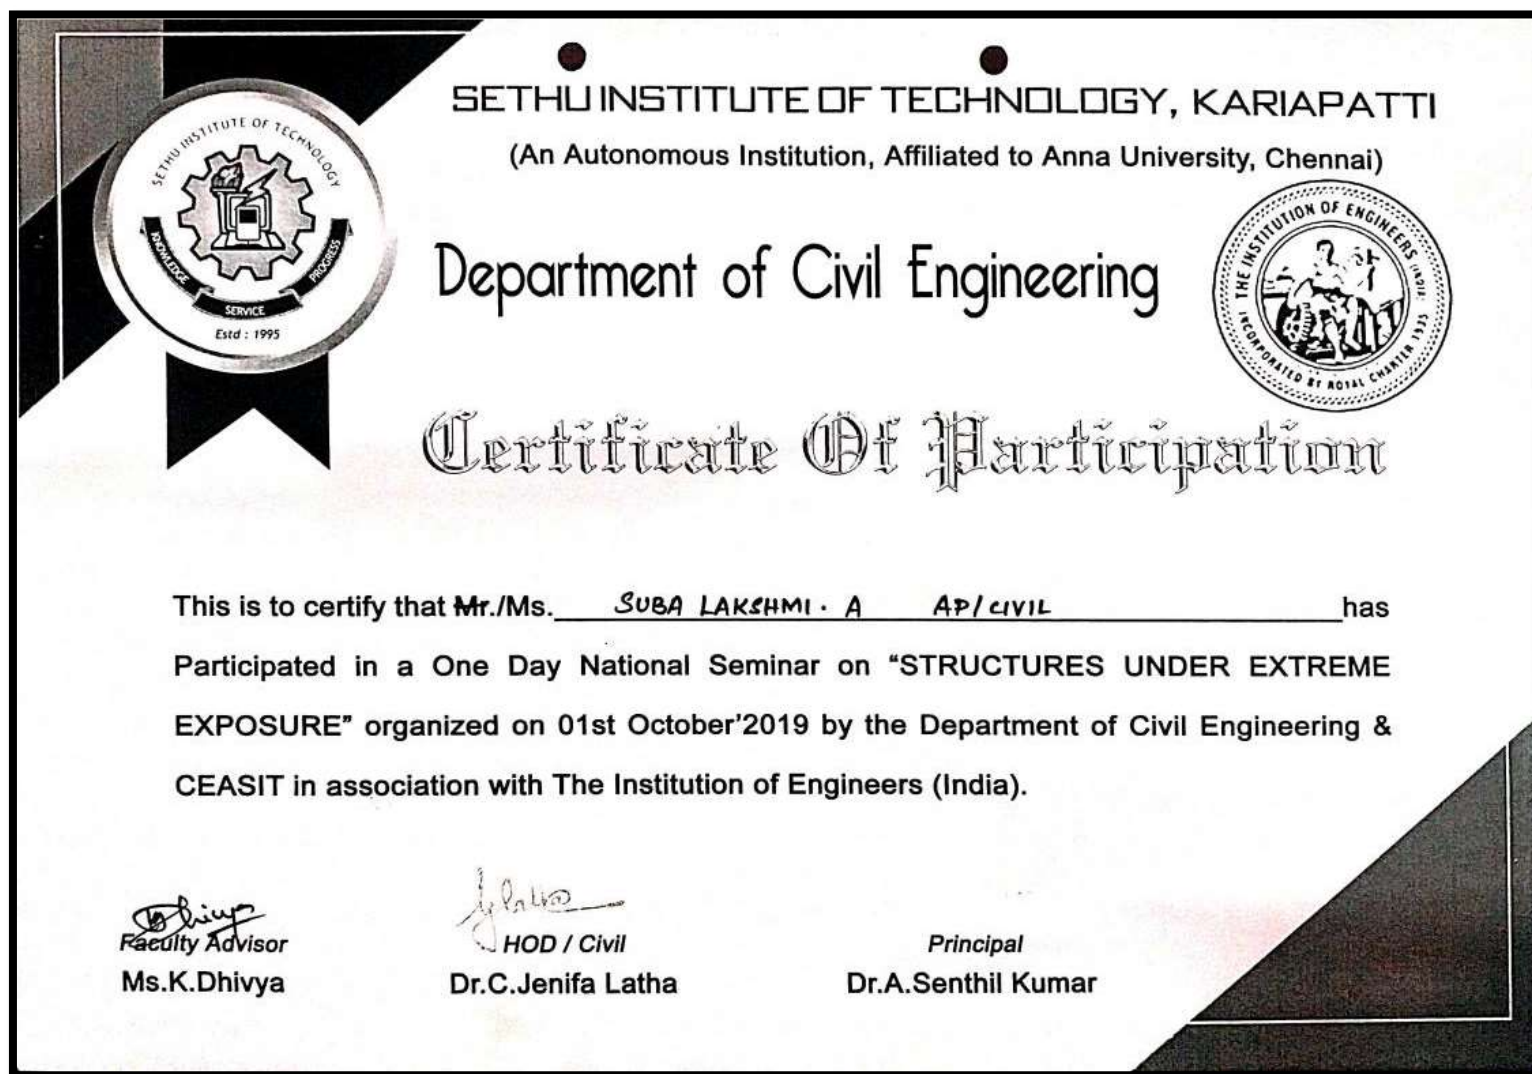 SETHU INSTITUTE OF TECHNOLOGY, KARIAPATTI
(An Autonomous Institution, Affiliated to Anna University, Chennai)
SETHU INSTITUTE OF TECHNOLOGY
KNOWLEDGE
SERVICE
PROGRESS
Estd : 1995
Department of Civil Engineering
THE INSTITUTION OF ENGINEERS (INDIA)
INCORPORATED BY ROYAL CHARTER 1935
Certificate Of Participation
This is to certify that Mr./Ms. SUBA LAKSHMI. A AP/CIVIL has
Participated in a One Day National Seminar on “STRUCTURES UNDER EXTREME
EXPOSURE” organized on 01st October'2019 by the Department of Civil Engineering &
CEASIT in association with The Institution of Engineers (India).
Dhivya
Faculty Advisor
Ms.K.Dhivya
HOD / Civil
Dr.C.Jenifa Latha
Principal
Dr.A.Senthil Kumar